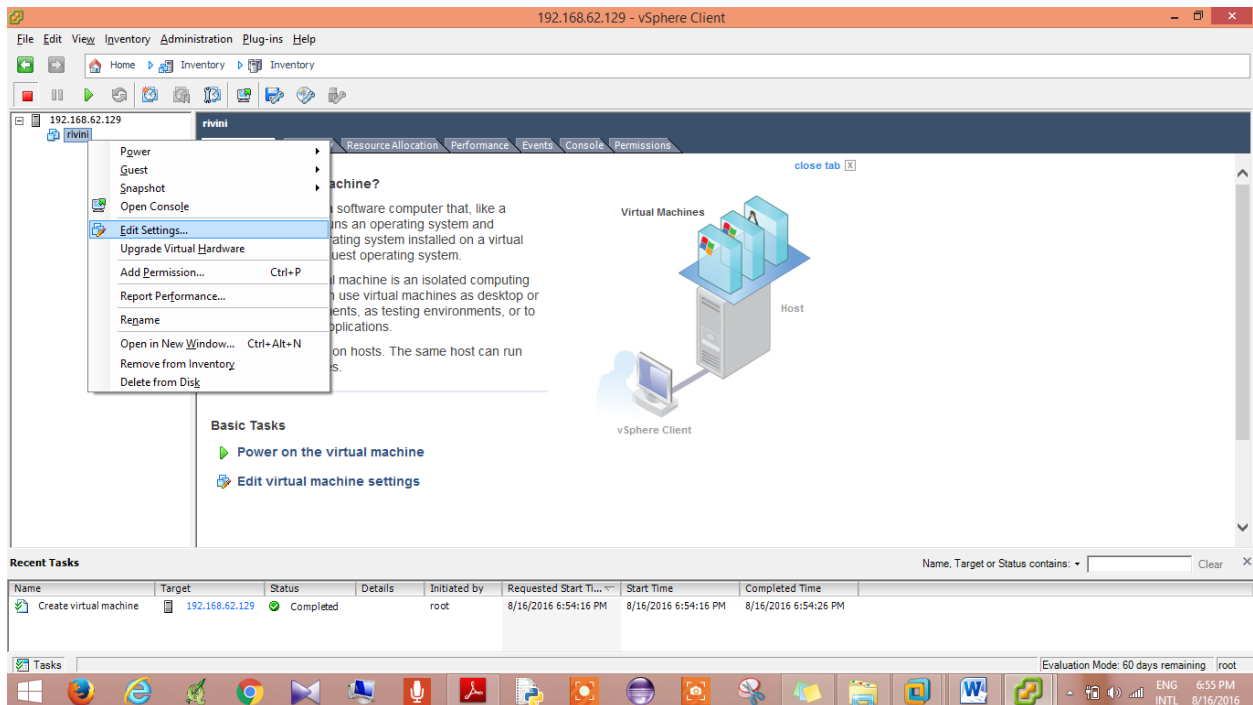 192.168.62.129 - vSphere Client
File Edit View Inventory Administration Plug-ins Help
Home Inventory Inventory
192.168.62.129
rivini
rivini
Resource Allocation Performance Events Console Permissions
close tab X
Power
Guest
Snapshot
Open Console
Edit Settings...
Upgrade Virtual Hardware
Add Permission... Ctrl+P
Report Performance...
Rename
Open in New Window... Ctrl+Alt+N
Remove from Inventory
Delete from Disk
achine?
software computer that, like a
uns an operating system and
rating system installed on a virtual
uest operating system.
l machine is an isolated computing
use virtual machines as desktop or
ents, as testing environments, or to
pplications.
on hosts. The same host can run
s.
Virtual Machines
Host
vSphere Client
Basic Tasks
Power on the virtual machine
Edit virtual machine settings
Recent Tasks
Name, Target or Status contains:
Clear
Name Target Status Details Initiated by Requested Start Ti... Start Time Completed Time
Create virtual machine 192.168.62.129 Completed root 8/16/2016 6:54:16 PM 8/16/2016 6:54:16 PM 8/16/2016 6:54:26 PM
Tasks
Evaluation Mode: 60 days remaining root
ENG 6:55 PM
INTL 8/16/2016